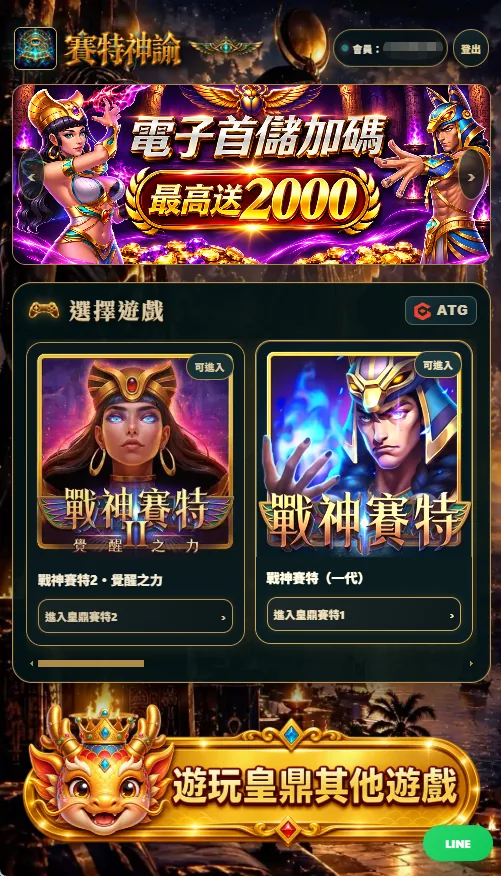 賽特神諭
會員：
登出
電子首儲加碼
最高送2000
選擇遊戲
ATG
可進入
可進入
戰神賽特
II
覺醒之力
戰神賽特
戰神賽特2・覺醒之力
戰神賽特（一代）
進入皇鼎賽特2
進入皇鼎賽特1
遊玩皇鼎其他遊戲
LINE